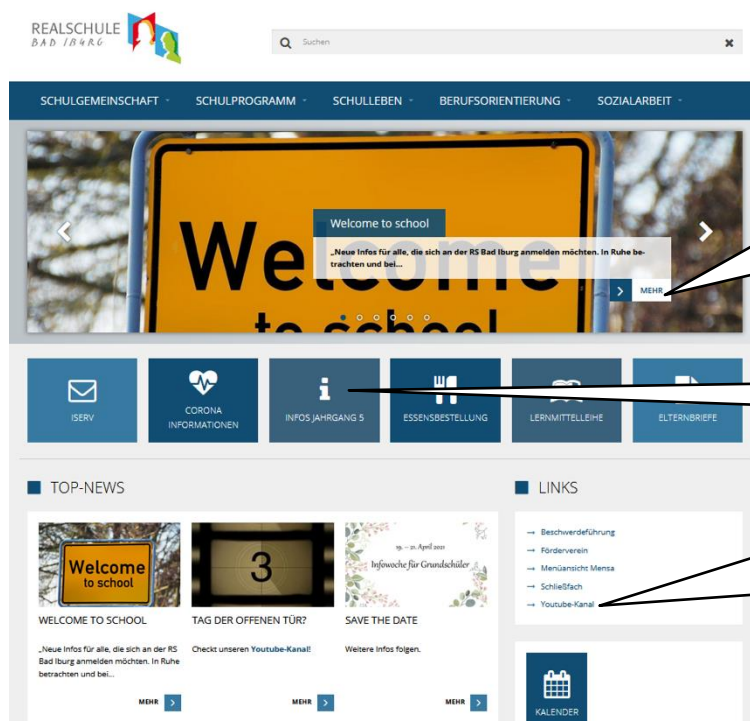 REALSCHULE
BAD IBURG
Suchen
SCHULGEMEINSCHAFT
SCHULPROGRAMM
SCHULLEBEN
BERUFSORIENTIERUNG
SOZIALARBEIT
Welcome
to school
Welcome to school
„Neue Infos für alle, die sich an der RS Bad Iburg anmelden möchten. In Ruhe be-
trachten und bei...
MEHR
ISERV
CORONA
INFORMATIONEN
INFOS JAHRGANG 5
ESSENSBESTELLUNG
LERNMITTELLEIHE
ELTERNBRIEFE
TOP-NEWS
Welcome
to school
WELCOME TO SCHOOL
„Neue Infos für alle, die sich an der RS
Bad Iburg anmelden möchten. In Ruhe
betrachten und bei...
MEHR
3
TAG DER OFFENEN TÜR?
Checkt unseren Youtube-Kanal!
MEHR
19. – 21. April 2021
Infowoche für Grundschüler
SAVE THE DATE
Weitere Infos folgen.
MEHR
LINKS
→ Beschwerdeführung
→ Förderverein
→ Menüansicht Mensa
→ Schließfach
→ Youtube-Kanal
KALENDER